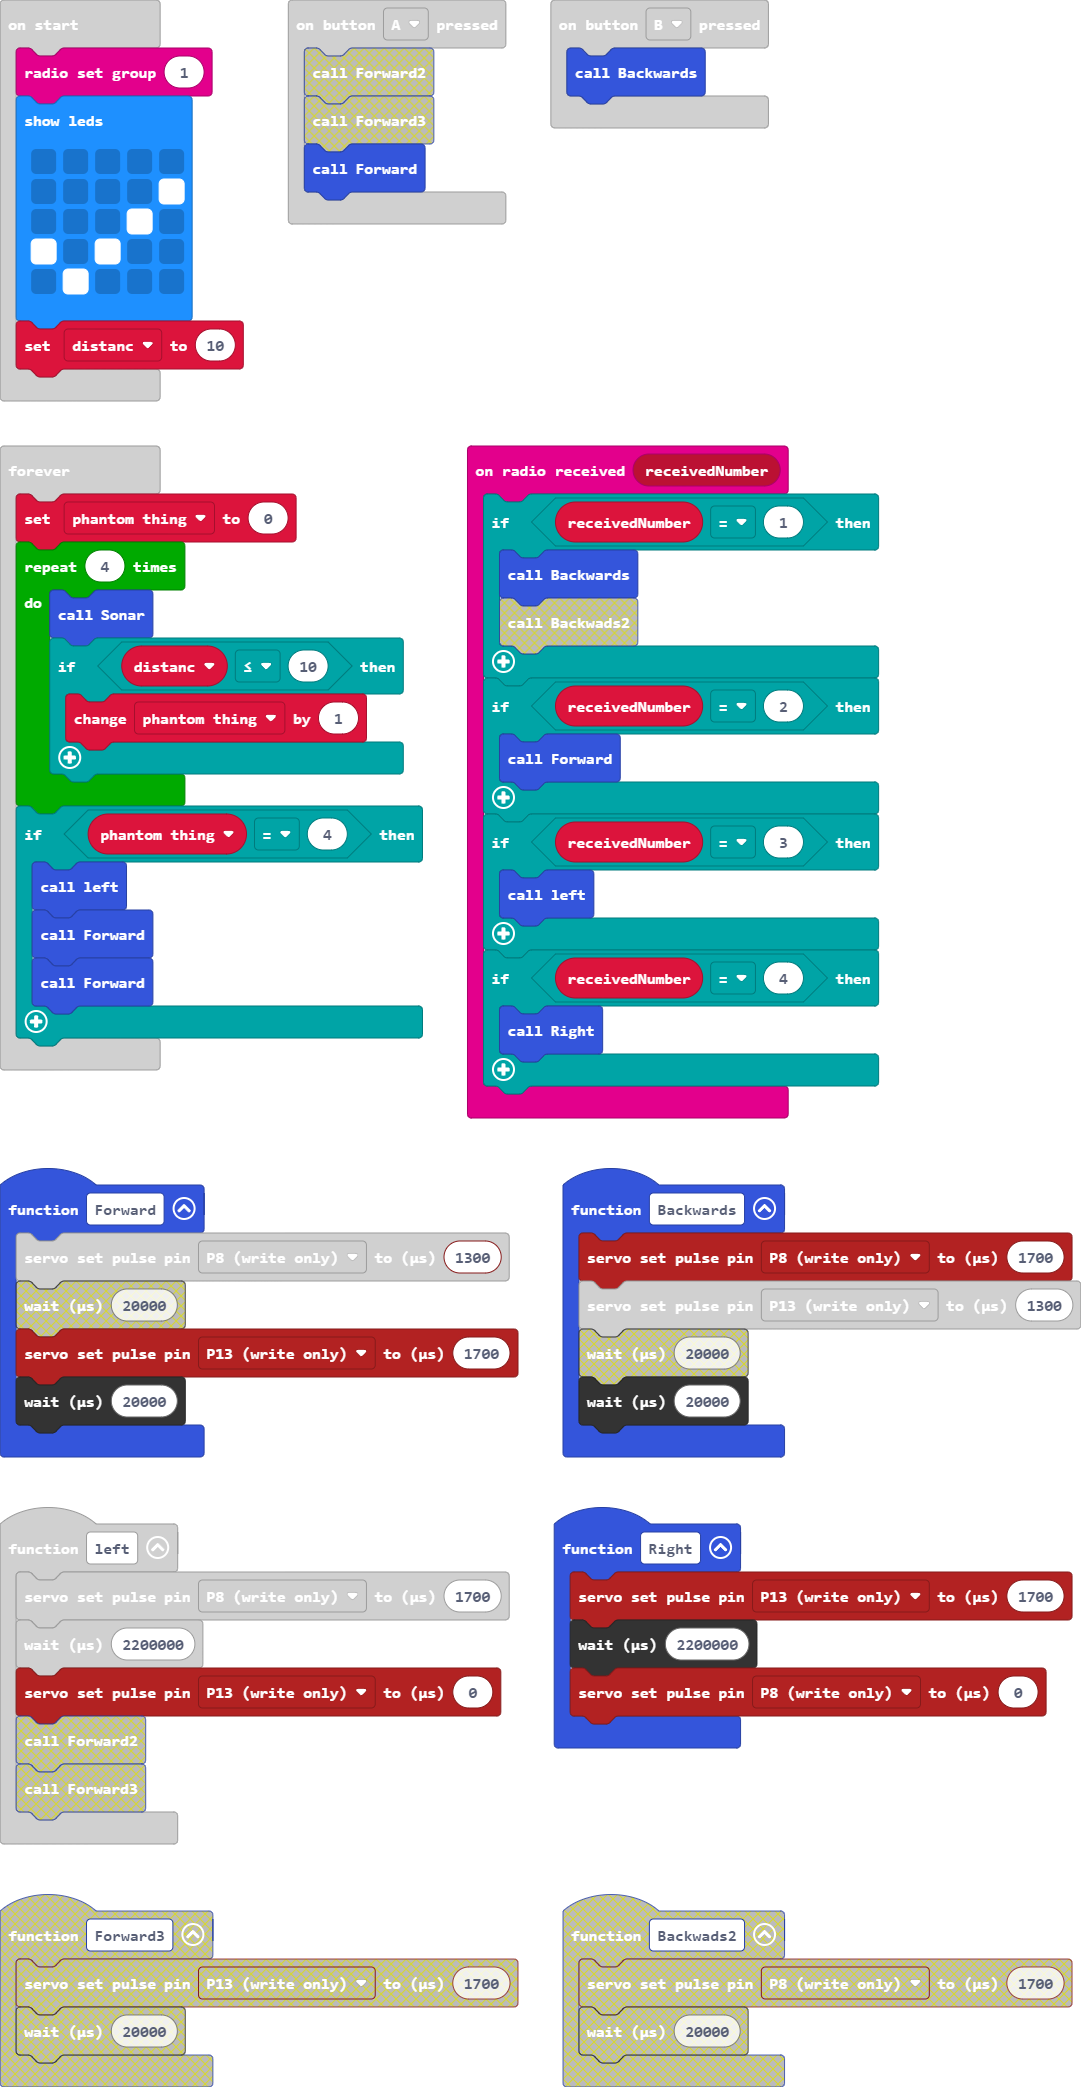 on start
radio set group 1
show leds
set distanc to 10
on button A pressed
call Forward2
call Forward3
call Forward
on button B pressed
call Backwards
forever
set phantom thing to 0
repeat 4 times
do
call Sonar
if distanc ≤ 10 then
change phantom thing by 1
if phantom thing = 4 then
call left
call Forward
call Forward
on radio received receivedNumber
if receivedNumber = 1 then
call Backwards
call Backwads2
if receivedNumber = 2 then
call Forward
if receivedNumber = 3 then
call left
if receivedNumber = 4 then
call Right
function Forward
servo set pulse pin P8 (write only) to (µs) 1300
wait (µs) 20000
servo set pulse pin P13 (write only) to (µs) 1700
wait (µs) 20000
function Backwards
servo set pulse pin P8 (write only) to (µs) 1700
servo set pulse pin P13 (write only) to (µs) 1300
wait (µs) 20000
wait (µs) 20000
function left
servo set pulse pin P8 (write only) to (µs) 1700
wait (µs) 2200000
servo set pulse pin P13 (write only) to (µs) 0
call Forward2
call Forward3
function Right
servo set pulse pin P13 (write only) to (µs) 1700
wait (µs) 2200000
servo set pulse pin P8 (write only) to (µs) 0
function Forward3
servo set pulse pin P13 (write only) to (µs) 1700
wait (µs) 20000
function Backwads2
servo set pulse pin P8 (write only) to (µs) 1700
wait (µs) 20000